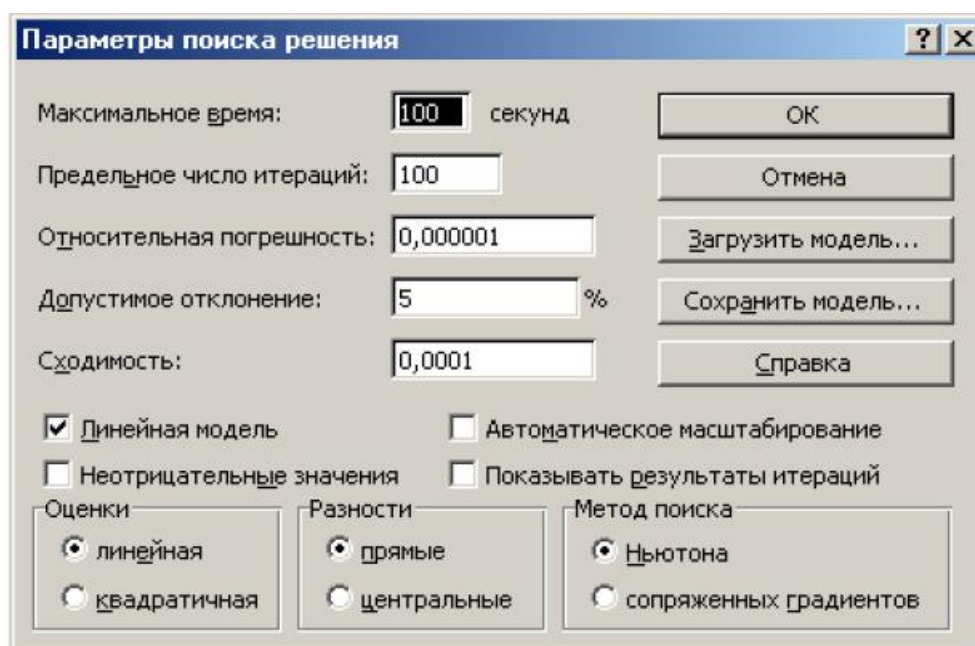 Параметры поиска решения ? X
Максимальное время: 100 секунд OK
Предельное число итераций: 100 Отмена
Относительная погрешность: 0,000001 Загрузить модель...
Допустимое отклонение: 5 % Сохранить модель...
Сходимость: 0,0001 Справка
Линейная модель Автоматическое масштабирование
Неотрицательные значения Показывать результаты итераций
Оценки Разности Метод поиска
линейная прямые Ньютона
квадратичная центральные сопряженных градиентов